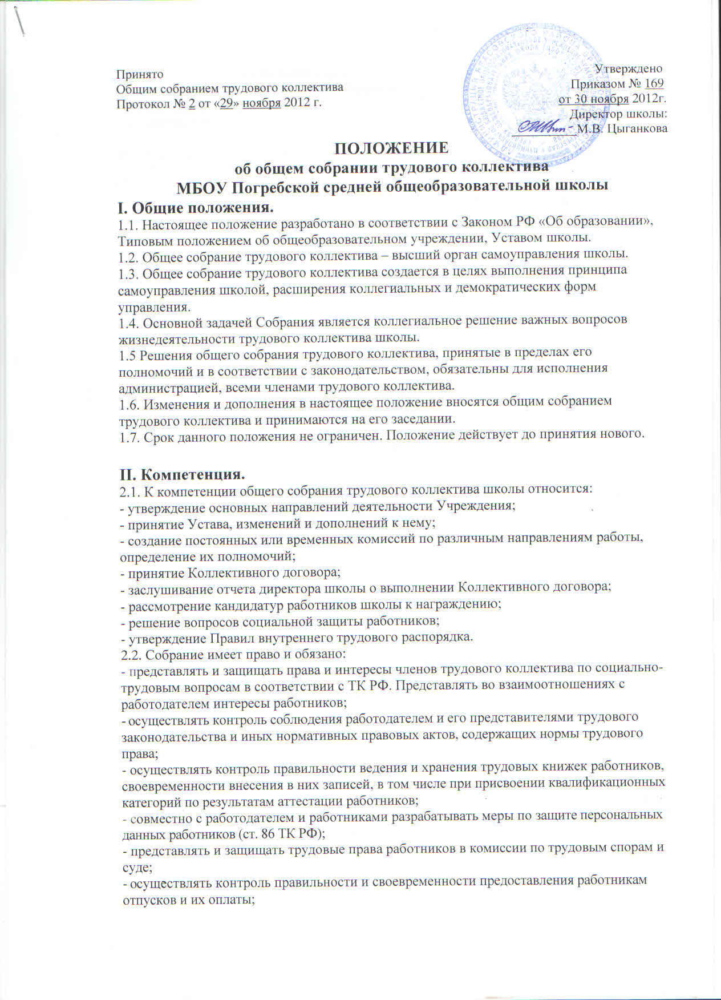 Принято
Общим собранием трудового коллектива
Протокол № 2 от «29» ноября 2012 г.
Утверждено
Приказом № 169
от 30 ноября 2012г.
Директор школы:
М.В. Цыганкова
ПОЛОЖЕНИЕ
об общем собрании трудового коллектива
МБОУ Погребской средней общеобразовательной школы
I. Общие положения.
1.1. Настоящее положение разработано в соответствии с Законом РФ «Об образовании»,
Типовым положением об общеобразовательном учреждении, Уставом школы.
1.2. Общее собрание трудового коллектива – высший орган самоуправления школы.
1.3. Общее собрание трудового коллектива создается в целях выполнения принципа
самоуправления школой, расширения коллегиальных и демократических форм
управления.
1.4. Основной задачей Собрания является коллегиальное решение важных вопросов
жизнедеятельности трудового коллектива школы.
1.5 Решения общего собрания трудового коллектива, принятые в пределах его
полномочий и в соответствии с законодательством, обязательны для исполнения
администрацией, всеми членами трудового коллектива.
1.6. Изменения и дополнения в настоящее положение вносятся общим собранием
трудового коллектива и принимаются на его заседании.
1.7. Срок данного положения не ограничен. Положение действует до принятия нового.
II. Компетенция.
2.1. К компетенции общего собрания трудового коллектива школы относится:
- утверждение основных направлений деятельности Учреждения;
- принятие Устава, изменений и дополнений к нему;
- создание постоянных или временных комиссий по различным направлениям работы,
определение их полномочий;
- принятие Коллективного договора;
- заслушивание отчета директора школы о выполнении Коллективного договора;
- рассмотрение кандидатур работников школы к награждению;
- решение вопросов социальной защиты работников;
- утверждение Правил внутреннего трудового распорядка.
2.2. Собрание имеет право и обязано:
- представлять и защищать права и интересы членов трудового коллектива по социально-
трудовым вопросам в соответствии с ТК РФ. Представлять во взаимоотношениях с
работодателем интересы работников;
- осуществлять контроль соблюдения работодателем и его представителями трудового
законодательства и иных нормативных правовых актов, содержащих нормы трудового
права;
- осуществлять контроль правильности ведения и хранения трудовых книжек работников,
своевременности внесения в них записей, в том числе при присвоении квалификационных
категорий по результатам аттестации работников;
- совместно с работодателем и работниками разрабатывать меры по защите персональных
данных работников (ст. 86 ТК РФ);
- представлять и защищать трудовые права работников в комиссии по трудовым спорам и
суде;
- осуществлять контроль правильности и своевременности предоставления работникам
отпусков и их оплаты;